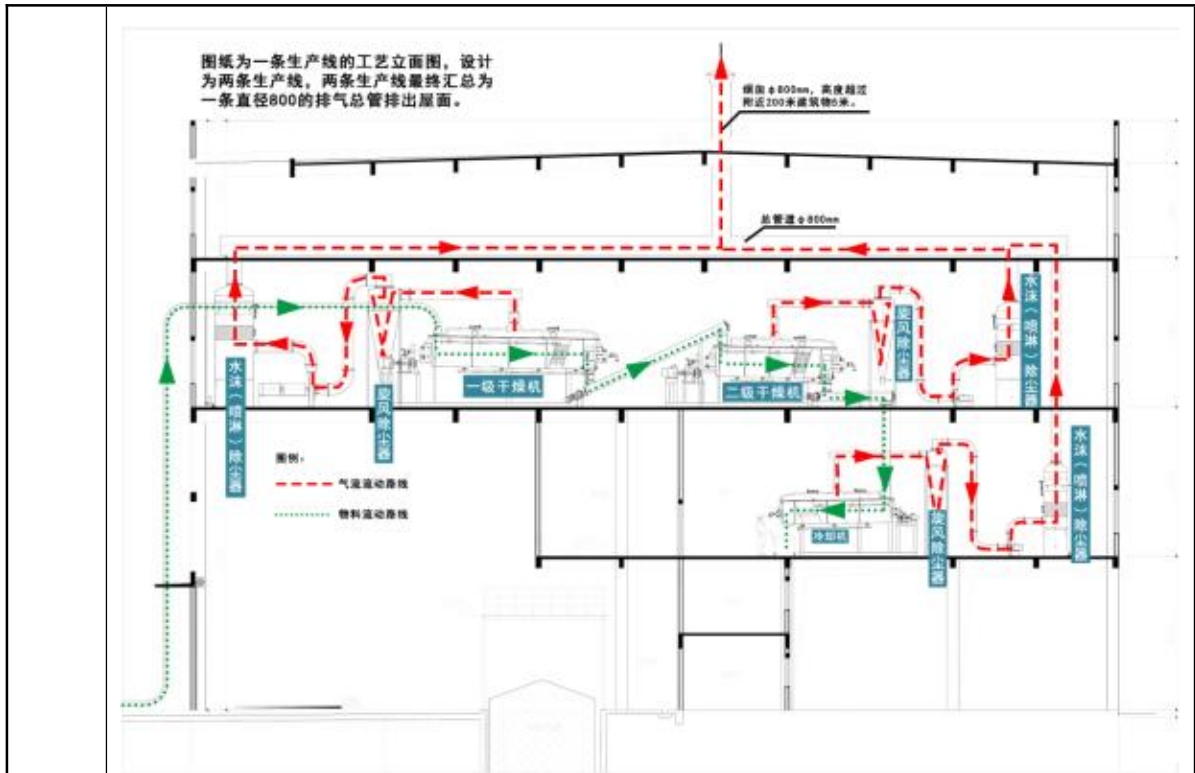 图纸为一条生产线的工艺立面图，设计
为两条生产线，两条生产线最终汇总为
一条直径800的排气总管排出屋面。
烟囱φ800mm，高度超过
附近200米建筑物5米。
总管道φ800mm
水沫（喷淋）除尘器
旋风除尘器
一级干燥机
二级干燥机
旋风除尘器
水沫（喷淋）除尘器
图例：
气流流动路线
物料流动路线
冷却机
旋风除尘器
水沫（喷淋）除尘器